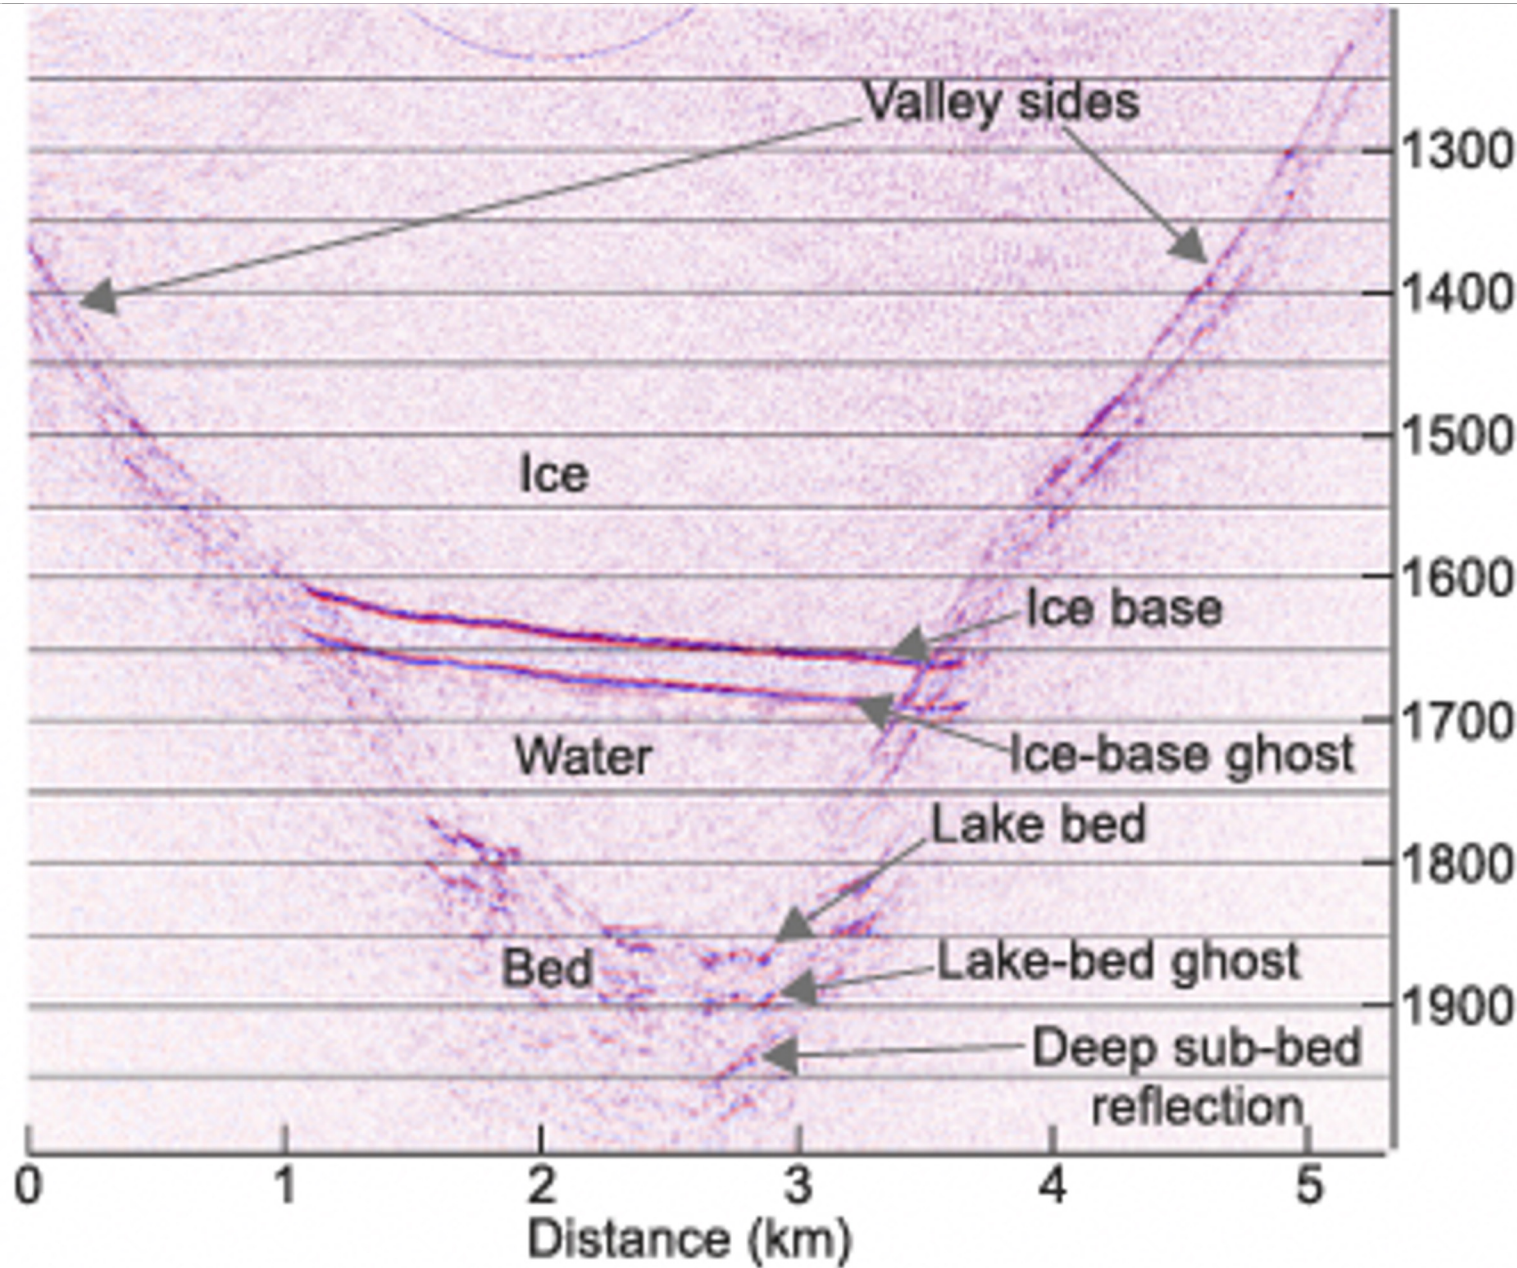 Valley sides
1300
1400
1500
Ice
1600
Ice base
1700
Water
Ice-base ghost
Lake bed
1800
Bed
Lake-bed ghost
1900
Deep sub-bed
reflection
0 1 2 3 4 5
Distance (km)